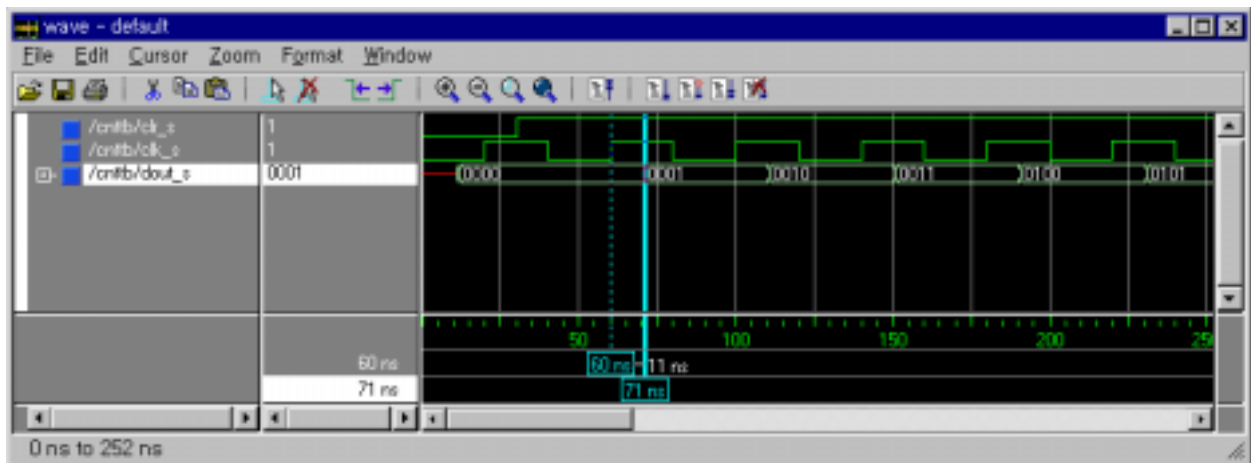 wave - default
File Edit Cursor Zoom Format Window
/cnttb/clr_s 1
/cnttb/clk_s 1
/cnttb/dout_s 0001 0000 0001 0010 0011 0100 0101
50 100 150 200 25
60 ns 60 ns 11 ns
71 ns 71 ns
0 ns to 252 ns